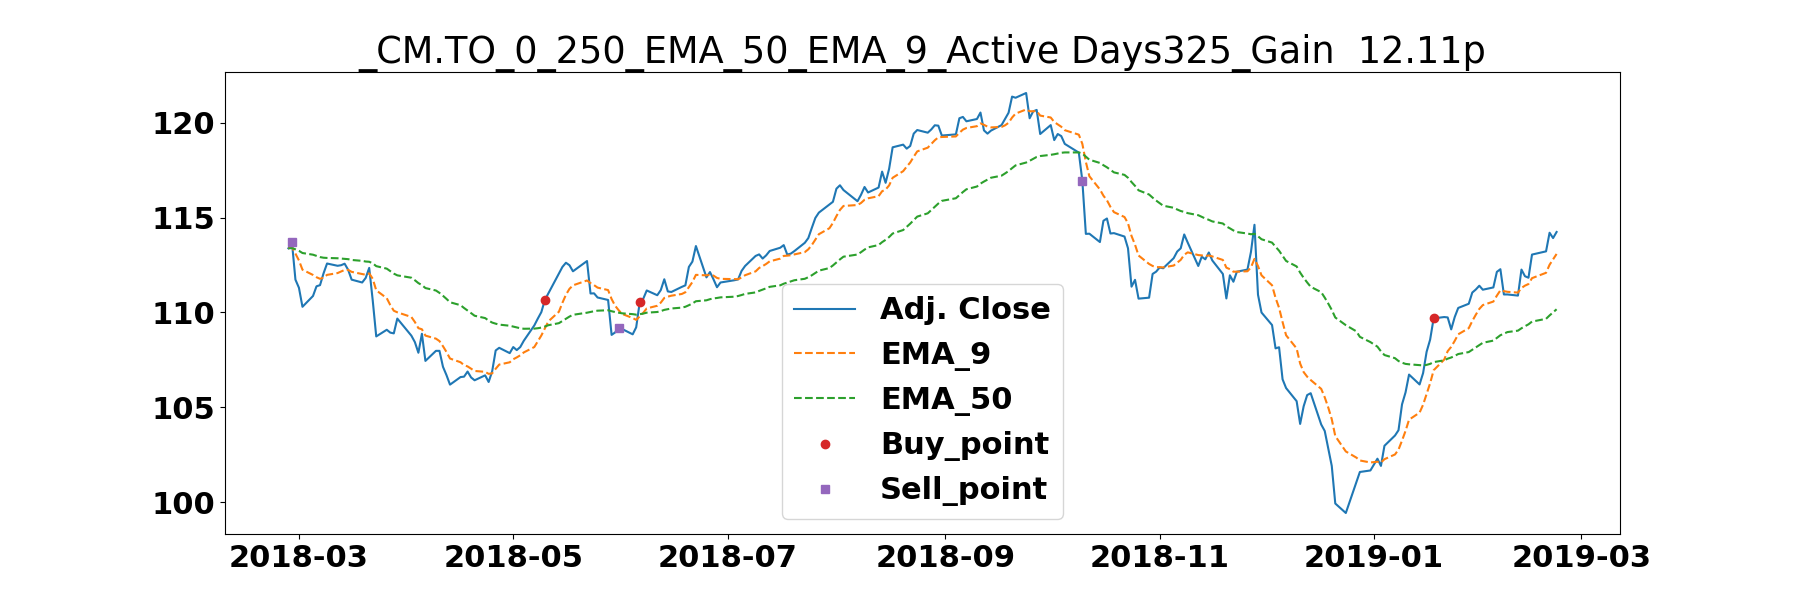 _CM.TO_0_250_EMA_50_EMA_9_Active Days325_Gain  12.11p
120
115
110
105
100
Adj. Close
EMA_9
EMA_50
Buy_point
Sell_point
2018-03 2018-05 2018-07 2018-09 2018-11 2019-01 2019-03